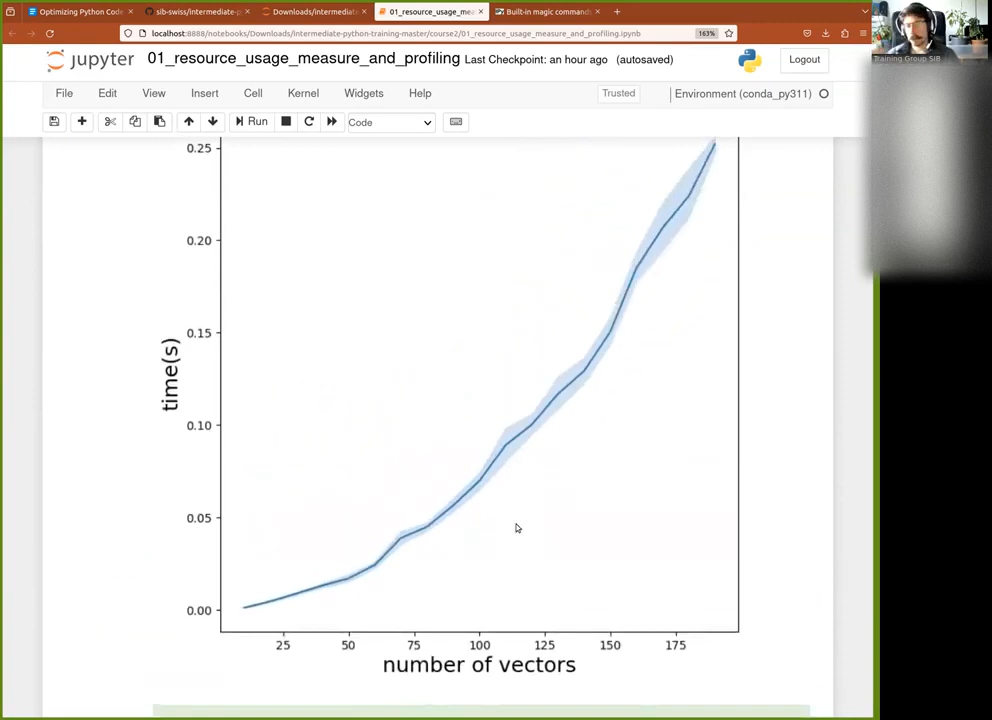 Optimizing Python Code
sib-swiss/intermediate-p
Downloads/intermediate
01_resource_usage_mea
Built-in magic command
localhost:8888/notebooks/Downloads/intermediate-python-training-master/course2/01_resource_usage_measure_and_profiling.ipynb
163%
Training Group SIB
jupyter
01_resource_usage_measure_and_profiling Last Checkpoint: an hour ago (autosaved)
Logout
File Edit View Insert Cell Kernel Widgets Help
Trusted
Environment (conda_py311)
Run
Code
0.25
0.20
0.15
0.10
0.05
0.00
time(s)
25 50 75 100 125 150 175
number of vectors